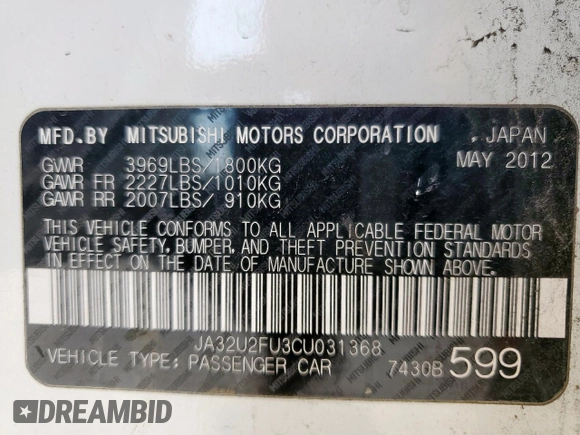 MFD.BY MITSUBISHI MOTORS CORPORATION . JAPAN
GVWR 3969LBS/1800KG MAY 2012
GAWR FR 2227LBS/1010KG
GAWR RR 2007LBS/ 910KG
THIS VEHICLE CONFORMS TO ALL APPLICABLE FEDERAL MOTOR
VEHICLE SAFETY, BUMPER, AND THEFT PREVENTION STANDARDS
IN EFFECT ON THE DATE OF MANUFACTURE SHOWN ABOVE.
JA32U2FU3CU031368
VEHICLE TYPE: PASSENGER CAR 7430B 599
DREAMBID